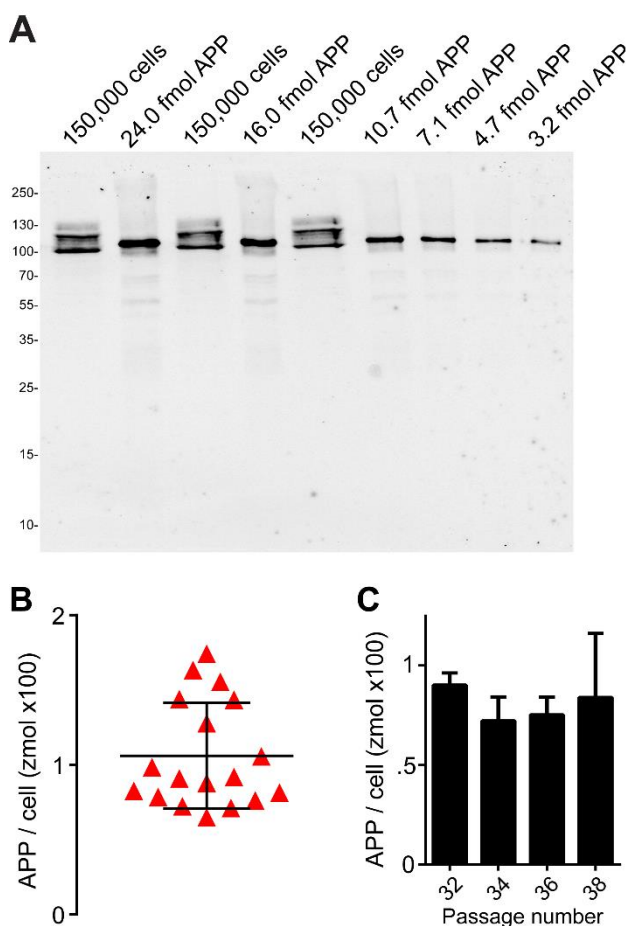 A
150,000 cells
24.0 fmol APP
150,000 cells
16.0 fmol APP
150,000 cells
10.7 fmol APP
7.1 fmol APP
4.7 fmol APP
3.2 fmol APP
250-
130-
100-
70-
55-
35-
25-
15-
10-
B
APP / cell (zmol x100)
2
1
0
C
APP / cell (zmol x100)
1
.5
0
32
34
36
38
Passage number